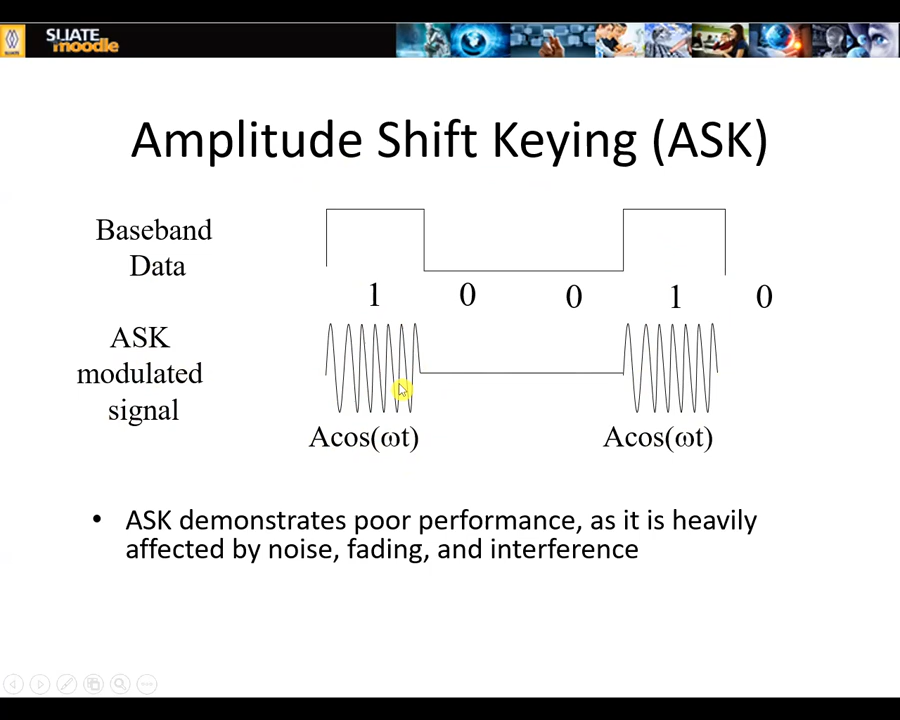 SLIATE
moodle
Amplitude Shift Keying (ASK)
Baseband
Data
1 0 0 1 0
ASK
modulated
signal
Acos(ωt) Acos(ωt)
• ASK demonstrates poor performance, as it is heavily
affected by noise, fading, and interference